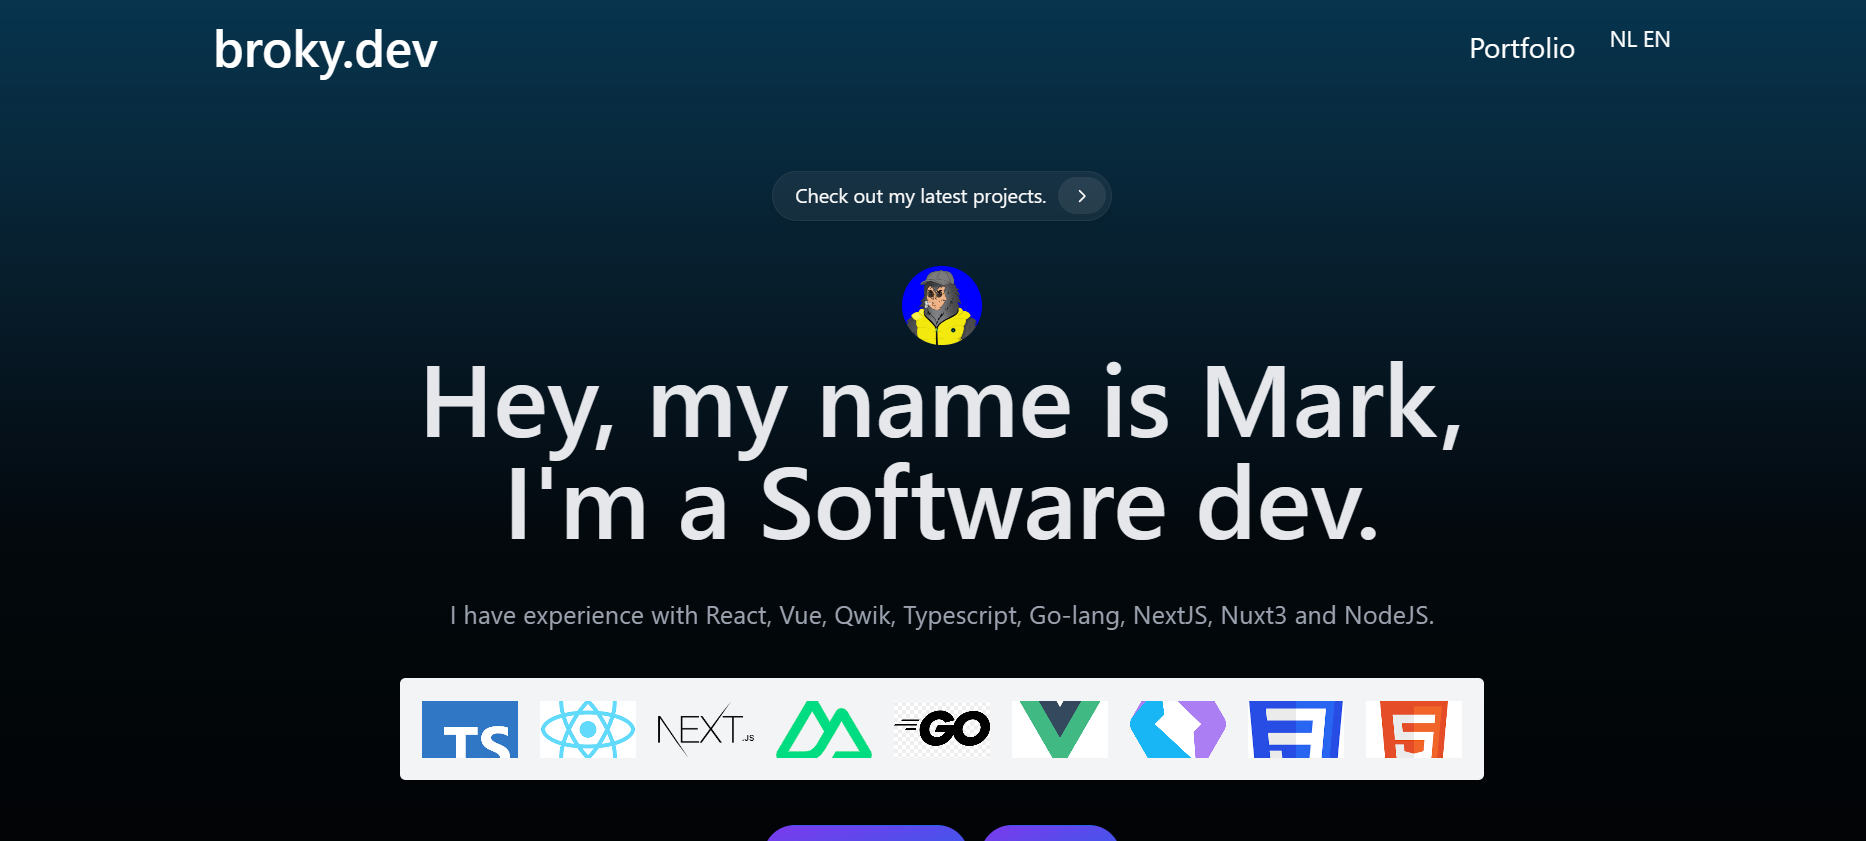 broky.dev
Portfolio
NL EN
Check out my latest projects.
Hey, my name is Mark,
I'm a Software dev.
I have experience with React, Vue, Qwik, Typescript, Go-lang, NextJS, Nuxt3 and NodeJS.
TS
NEXT.JS
GO